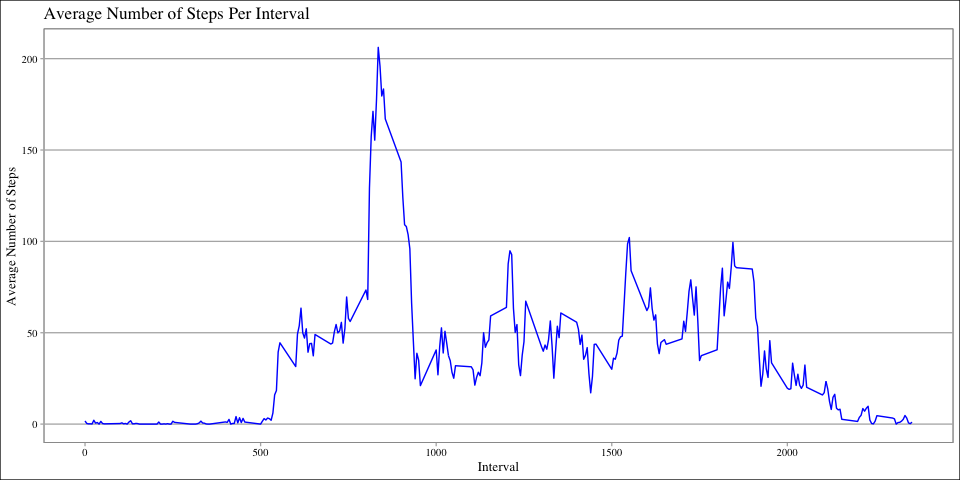 Average Number of Steps Per Interval
Average Number of Steps
200
150
100
50
0
0 500 1000 1500 2000
Interval